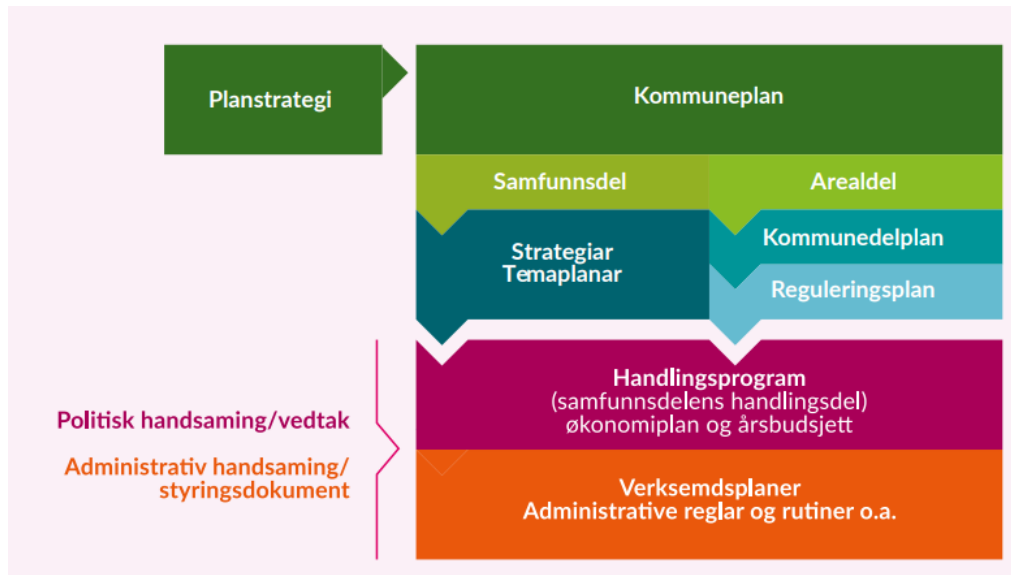 Planstrategi
Kommuneplan
Samfunnsdel
Arealdel
Strategiar
Temaplanar
Kommunedelplan
Reguleringsplan
Handlingsprogram
(samfunnsdelens handlingsdel)
økonomiplan og årsbudsjett
Politisk handsaming/vedtak
Administrativ handsaming/
styringsdokument
Verksemdsplaner
Administrative reglar og rutiner o.a.